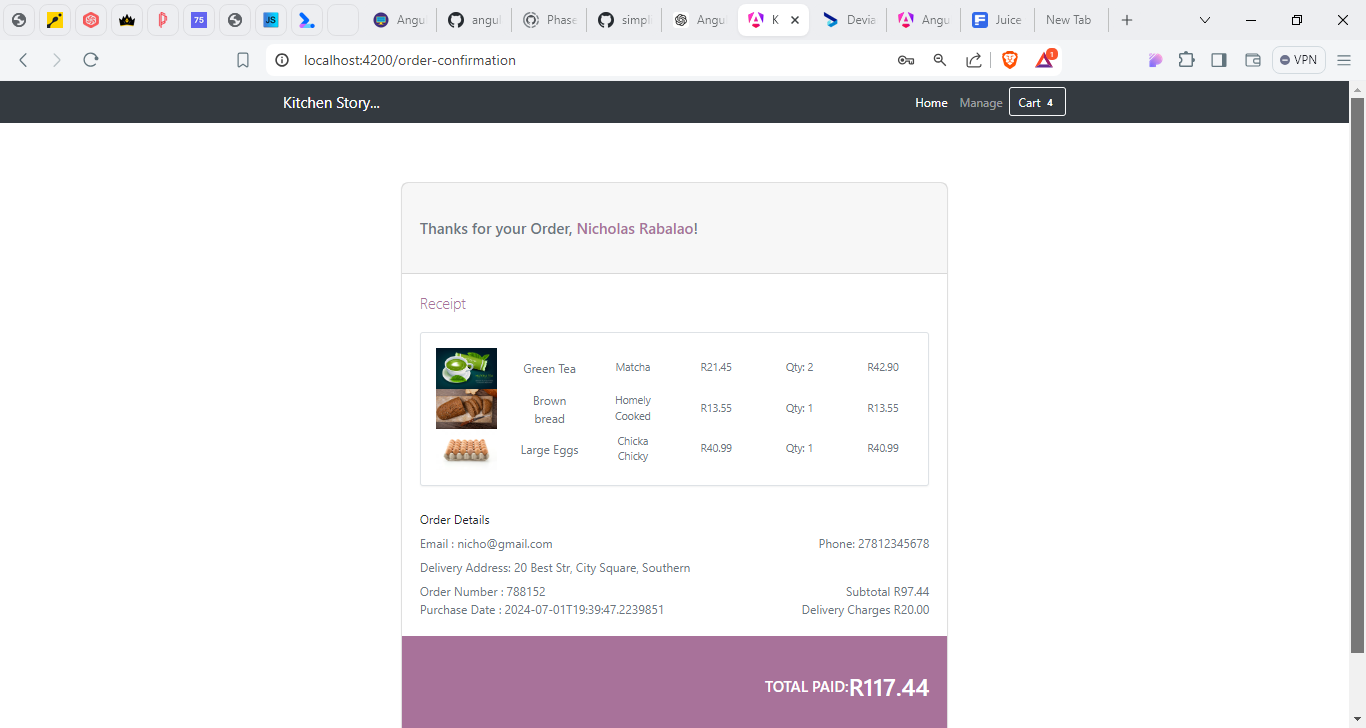 75
JS
Angu
angul
Phase
simpli
Angu
K
Devia
Angu
Juice
New Tab
localhost:4200/order-confirmation
1
VPN
Kitchen Story...
Home Manage Cart 4
Thanks for your Order, Nicholas Rabalao!
Receipt
Green Tea Matcha R21.45 Qty: 2 R42.90
Brown bread Homely Cooked R13.55 Qty: 1 R13.55
Large Eggs Chicka Chicky R40.99 Qty: 1 R40.99
Order Details
Email : nicho@gmail.com Phone: 27812345678
Delivery Address: 20 Best Str, City Square, Southern
Order Number : 788152 Subtotal R97.44
Purchase Date : 2024-07-01T19:39:47.2239851 Delivery Charges R20.00
TOTAL PAID:R117.44